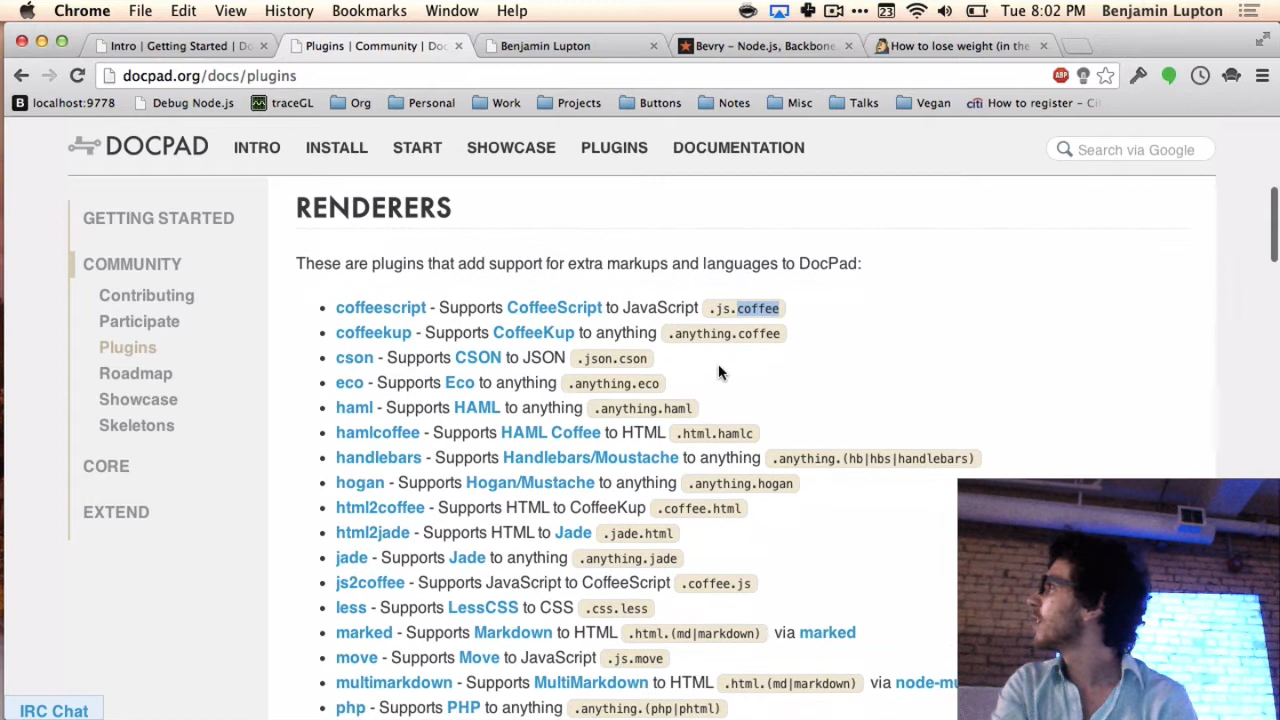 Chrome File Edit View History Bookmarks Window Help 23 Tue 8:02 PM Benjamin Lupton
Intro | Getting Started | Do Plugins | Community | Doc Benjamin Lupton Bevry – Node.js, Backbone. How to lose weight (in the
docpad.org/docs/plugins ABP
B localhost:9778 Debug Node.js traceGL Org Personal Work Projects Buttons Notes Misc Talks Vegan citi How to register – Ci
DOCPAD INTRO INSTALL START SHOWCASE PLUGINS DOCUMENTATION Search via Google
GETTING STARTED
COMMUNITY
Contributing
Participate
Plugins
Roadmap
Showcase
Skeletons
CORE
EXTEND
RENDERERS
These are plugins that add support for extra markups and languages to DocPad:
• coffeescript - Supports CoffeeScript to JavaScript .js.coffee
• coffeekup - Supports CoffeeKup to anything .anything.coffee
• cson - Supports CSON to JSON .json.cson
• eco - Supports Eco to anything .anything.eco
• haml - Supports HAML to anything .anything.haml
• hamlcoffee - Supports HAML Coffee to HTML .html.hamlc
• handlebars - Supports Handlebars/Moustache to anything .anything.(hb|hbs|handlebars)
• hogan - Supports Hogan/Mustache to anything .anything.hogan
• html2coffee - Supports HTML to CoffeeKup .coffee.html
• html2jade - Supports HTML to Jade .jade.html
• jade - Supports Jade to anything .anything.jade
• js2coffee - Supports JavaScript to CoffeeScript .coffee.js
• less - Supports LessCSS to CSS .css.less
• marked - Supports Markdown to HTML .html.(md|markdown) via marked
• move - Supports Move to JavaScript .js.move
• multimarkdown - Supports MultiMarkdown to HTML .html.(md|markdown) via node-mu
• php - Supports PHP to anything .anything.(php|phtml)
IRC Chat